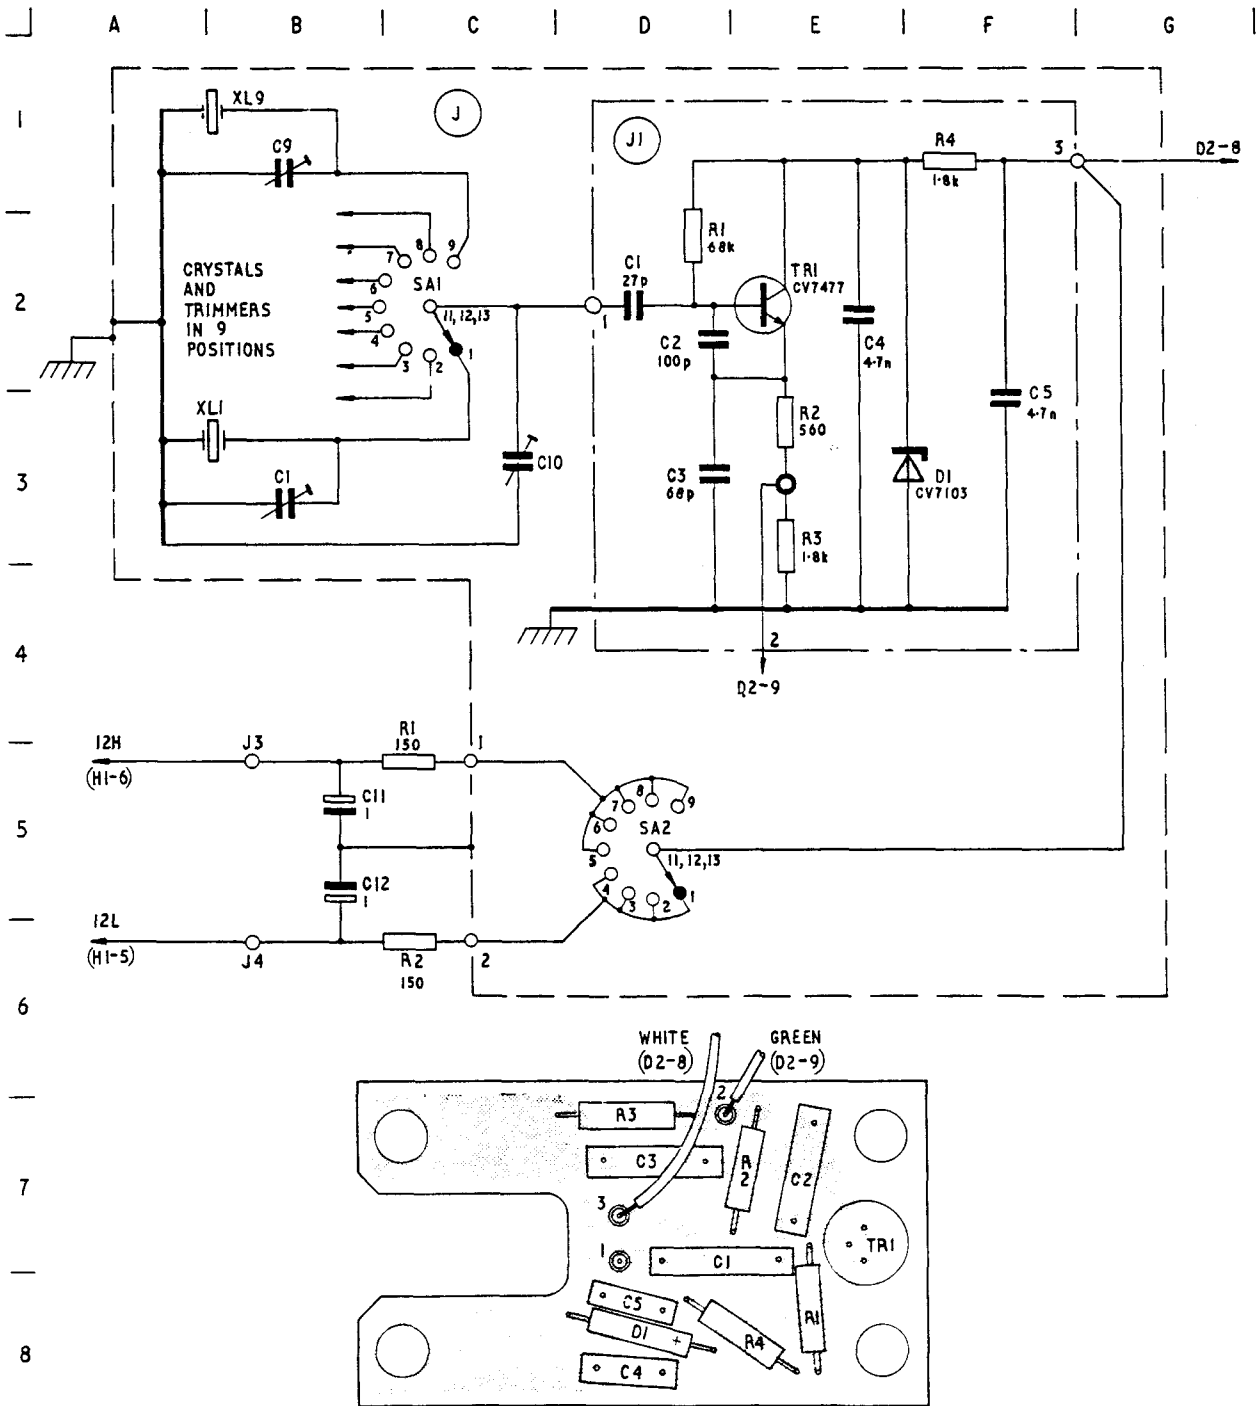 A B C D E F G
1
XL9
J
J1
R4
1·8k
3
D2-8
C9
R1
68k
8
9
7
6
5
4
3
2
SA1
11, 12, 13
1
CRYSTALS
AND
TRIMMERS
IN 9
POSITIONS
2
C1
27p
1
TR1
CV7477
C2
100p
C4
4·7n
C5
4·7n
XL1
R2
560
C10
3
C1
C3
68p
D1
CV7103
R3
1·8k
4
2
D2-9
12H
(H1-6)
J3
R1
150
1
C11
1
5
8
7
9
6
SA2
5
11, 12, 13
4
3
2
1
C12
1
12L
(H1-5)
J4
R2
150
2
6
WHITE
(D2-8)
GREEN
(D2-9)
2
R3
C3
R2
C2
7
3
TR1
1
C1
C5
D1
+
R4
R1
8
C4